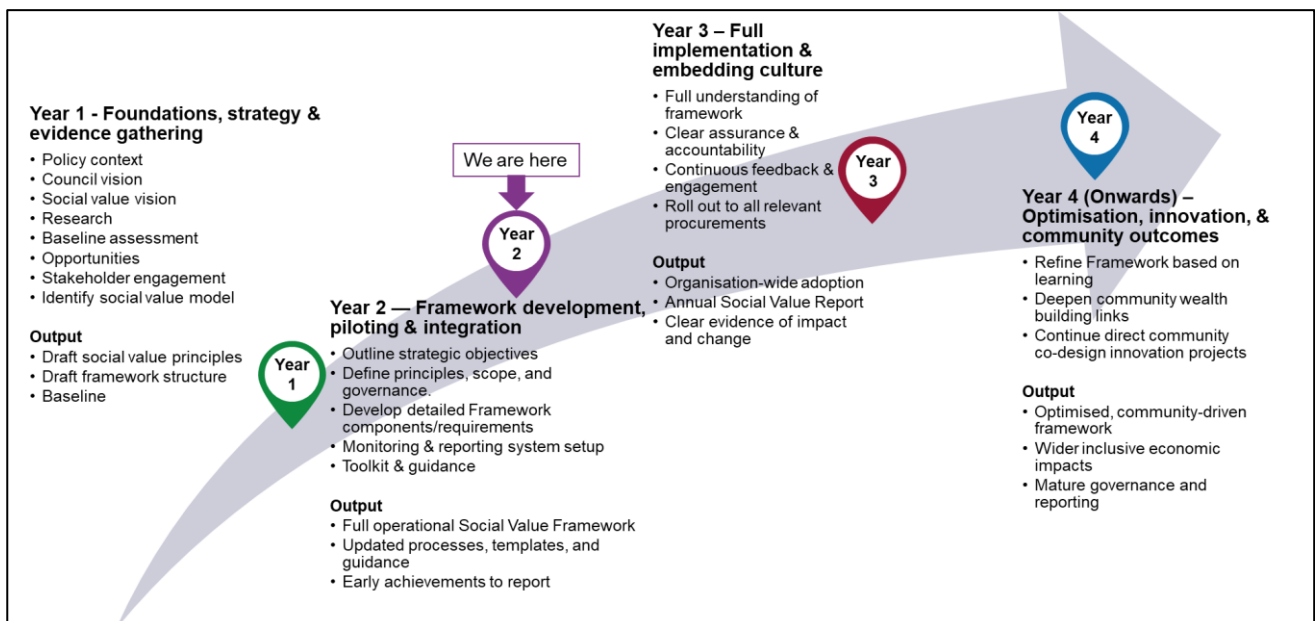 Year 1 - Foundations, strategy &
evidence gathering
• Policy context
• Council vision
• Social value vision
• Research
• Baseline assessment
• Opportunities
• Stakeholder engagement
• Identify social value model
Output
• Draft social value principles
• Draft framework structure
• Baseline
Year
1
We are here
Year
2
Year 2 — Framework development,
piloting & integration
• Outline strategic objectives
• Define principles, scope, and
governance.
• Develop detailed Framework
components/requirements
• Monitoring & reporting system setup
• Toolkit & guidance
Output
• Full operational Social Value Framework
• Updated processes, templates, and
guidance
• Early achievements to report
Year 3 – Full
implementation &
embedding culture
• Full understanding of
framework
• Clear assurance &
accountability
• Continuous feedback &
engagement
• Roll out to all relevant
procurements
Output
• Organisation-wide adoption
• Annual Social Value Report
• Clear evidence of impact
and change
Year
3
Year
4
Year 4 (Onwards) –
Optimisation, innovation, &
community outcomes
• Refine Framework based on
learning
• Deepen community wealth
building links
• Continue direct community
co-design innovation projects
Output
• Optimised, community-driven
framework
• Wider inclusive economic
impacts
• Mature governance and
reporting